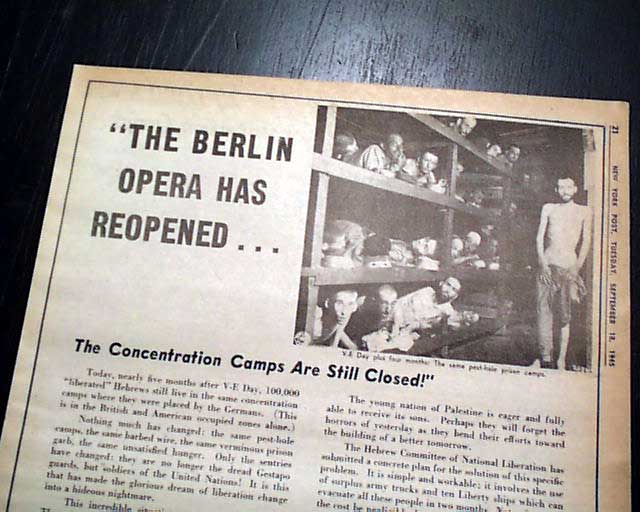 "THE BERLIN
OPERA HAS
REOPENED . . .
V-E Day plus four months: The same pest-hole prison camps.
21 NEW YORK POST, TUESDAY, SEPTEMBER 18, 1945
The Concentration Camps Are Still Closed!"
Today, nearly five months after V-E Day, 100,000
"liberated" Hebrews still live in the same concentration
camps where they were placed by the Germans. (This
is in the British and American occupied zones alone.)
Nothing much has changed: the same pest-hole
camps, the same barbed wire, the same verminous prison
garb, the same unsatisfied hunger. Only the sentries
have changed: they are no longer the dread Gestapo
guards, but soldiers of the United Nations! It is this
that has made the glorious dream of liberation change
into a hideous nightmare.
This incredible
The young nation of Palestine is eager and fully
able to receive its sons. Perhaps they will forget the
horrors of yesterday as they bend their efforts toward
the building of a better tomorrow.
The Hebrew Committee of National Liberation has
submitted a concrete plan for the solution of this specific
problem. It is simple and workable; it involves the use
of surplus army trucks and ten Liberty ships which can
evacuate all these people in two months.
the cost be